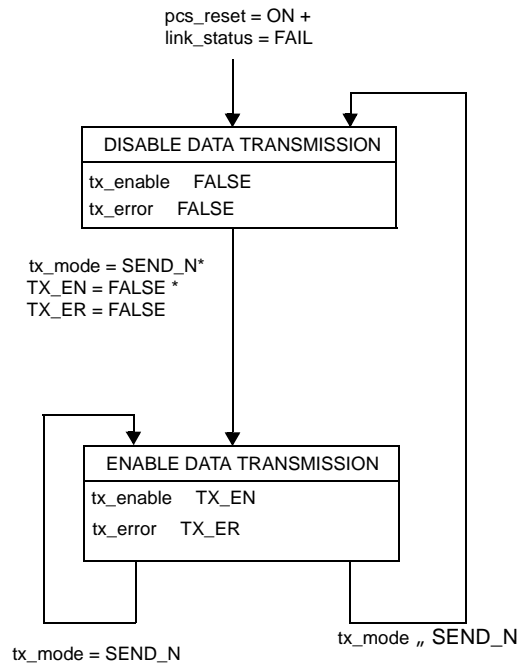 pcs_reset = ON +
link_status = FAIL
DISABLE DATA TRANSMISSION
tx_enable FALSE
tx_error FALSE
tx_mode = SEND_N*
TX_EN = FALSE *
TX_ER = FALSE
ENABLE DATA TRANSMISSION
tx_enable TX_EN
tx_error TX_ER
tx_mode = SEND_N
tx_mode „ SEND_N